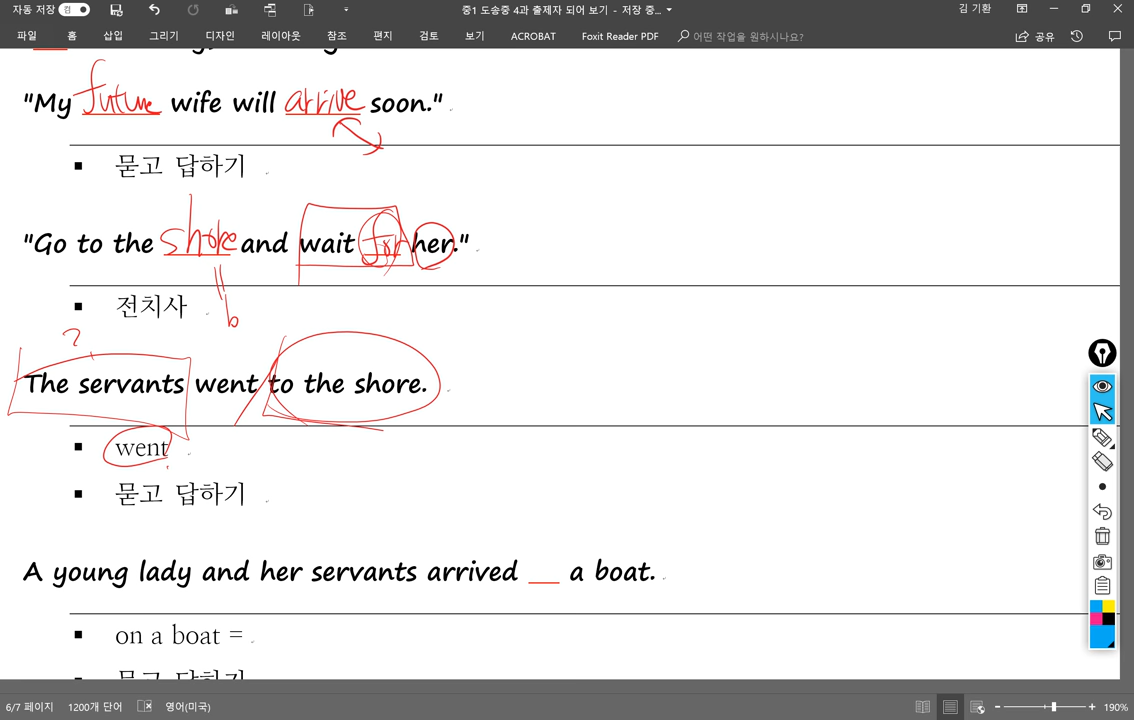 자동 저장 컴 중1 도송중 4과 출제자 되어 보기 - 저장 중... 김 기환
파일 홈 삽입 그리기 디자인 레이아웃 참조 편지 검토 보기 ACROBAT Foxit Reader PDF 어떤 작업을 원하시나요? 공유
"My future wife will arrive soon."
묻고 답하기
"Go to the shore and wait for her."
전치사
b
?
The servants went to the shore.
went
묻고 답하기
A young lady and her servants arrived __ a boat.
on a boat =
묻고 답하기
6/7 페이지 1200개 단어 영어(미국) 190%